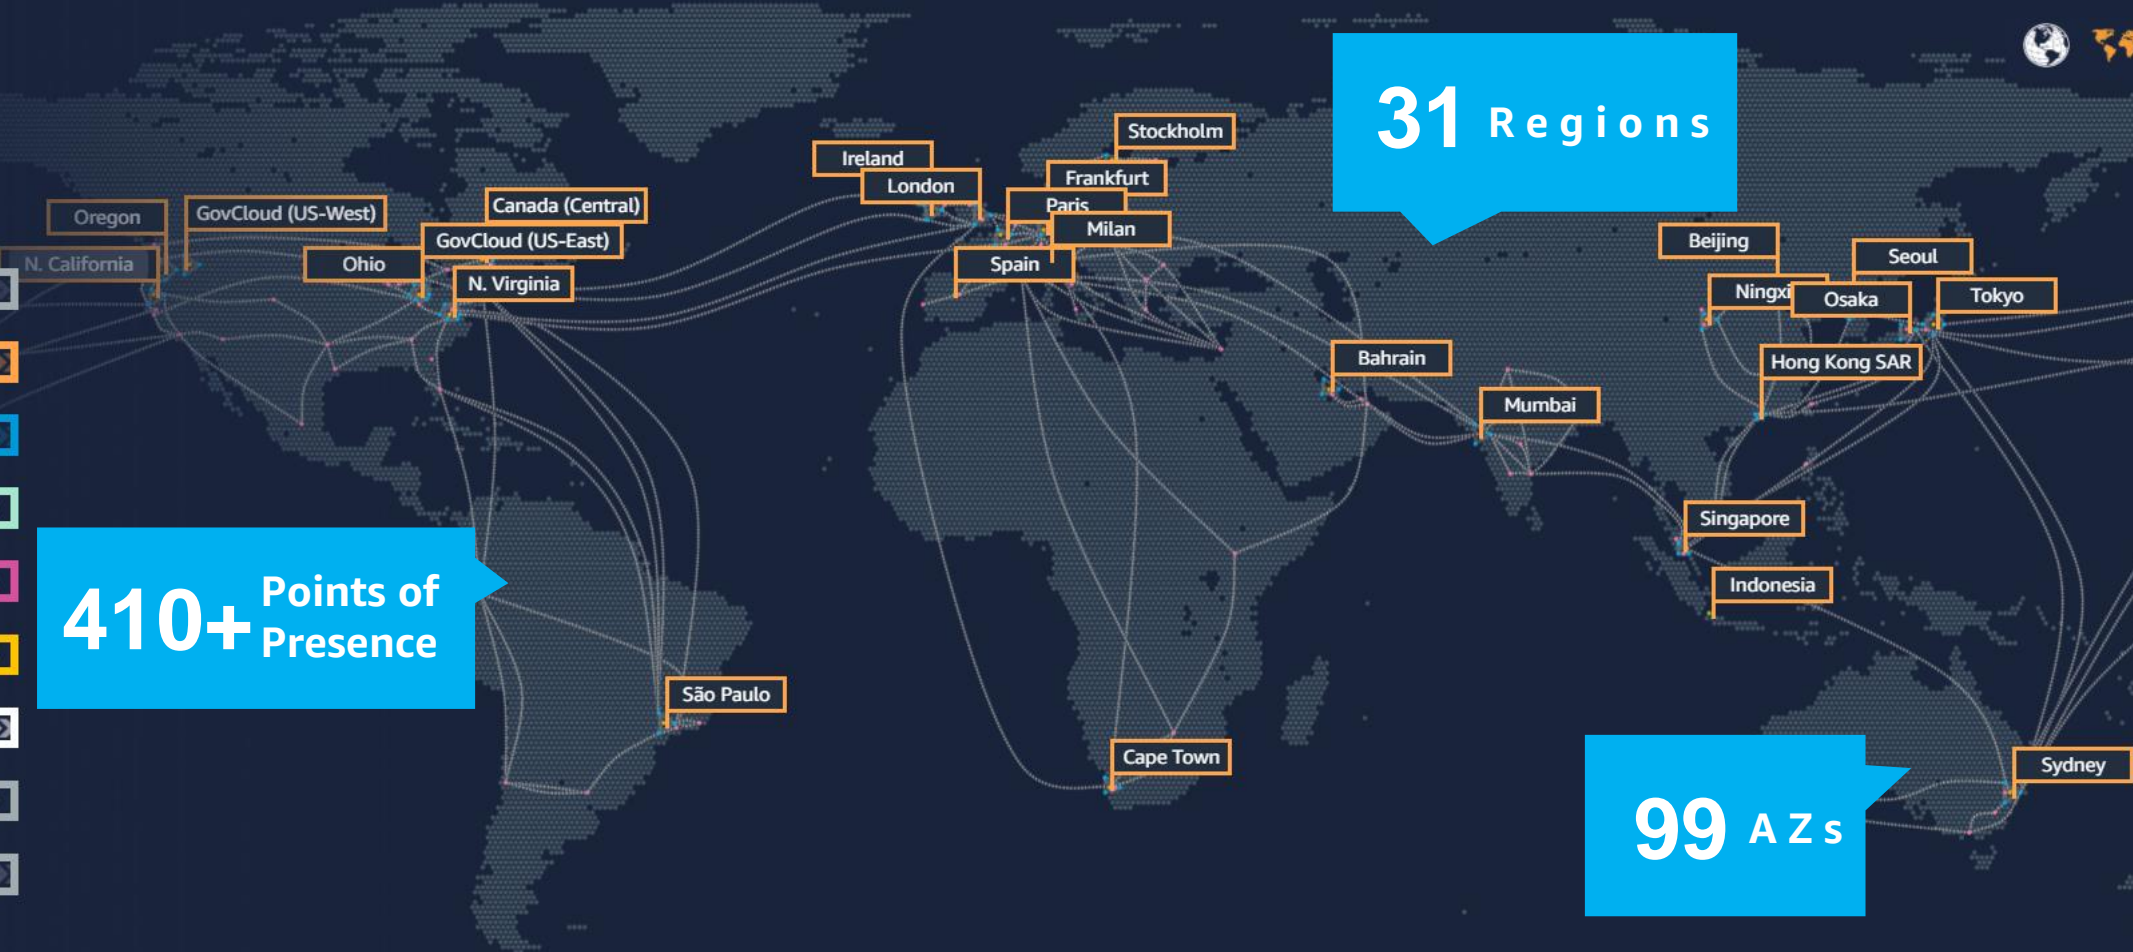 31 Regions
Stockholm
Ireland
Frankfurt
London
Paris
Milan
Spain
Oregon
GovCloud (US-West)
Canada (Central)
GovCloud (US-East)
N. California
Ohio
N. Virginia
Beijing
Seoul
Ningxi
Osaka
Tokyo
Bahrain
Hong Kong SAR
Mumbai
Singapore
Indonesia
410+ Points of
Presence
São Paulo
Cape Town
Sydney
99 AZs